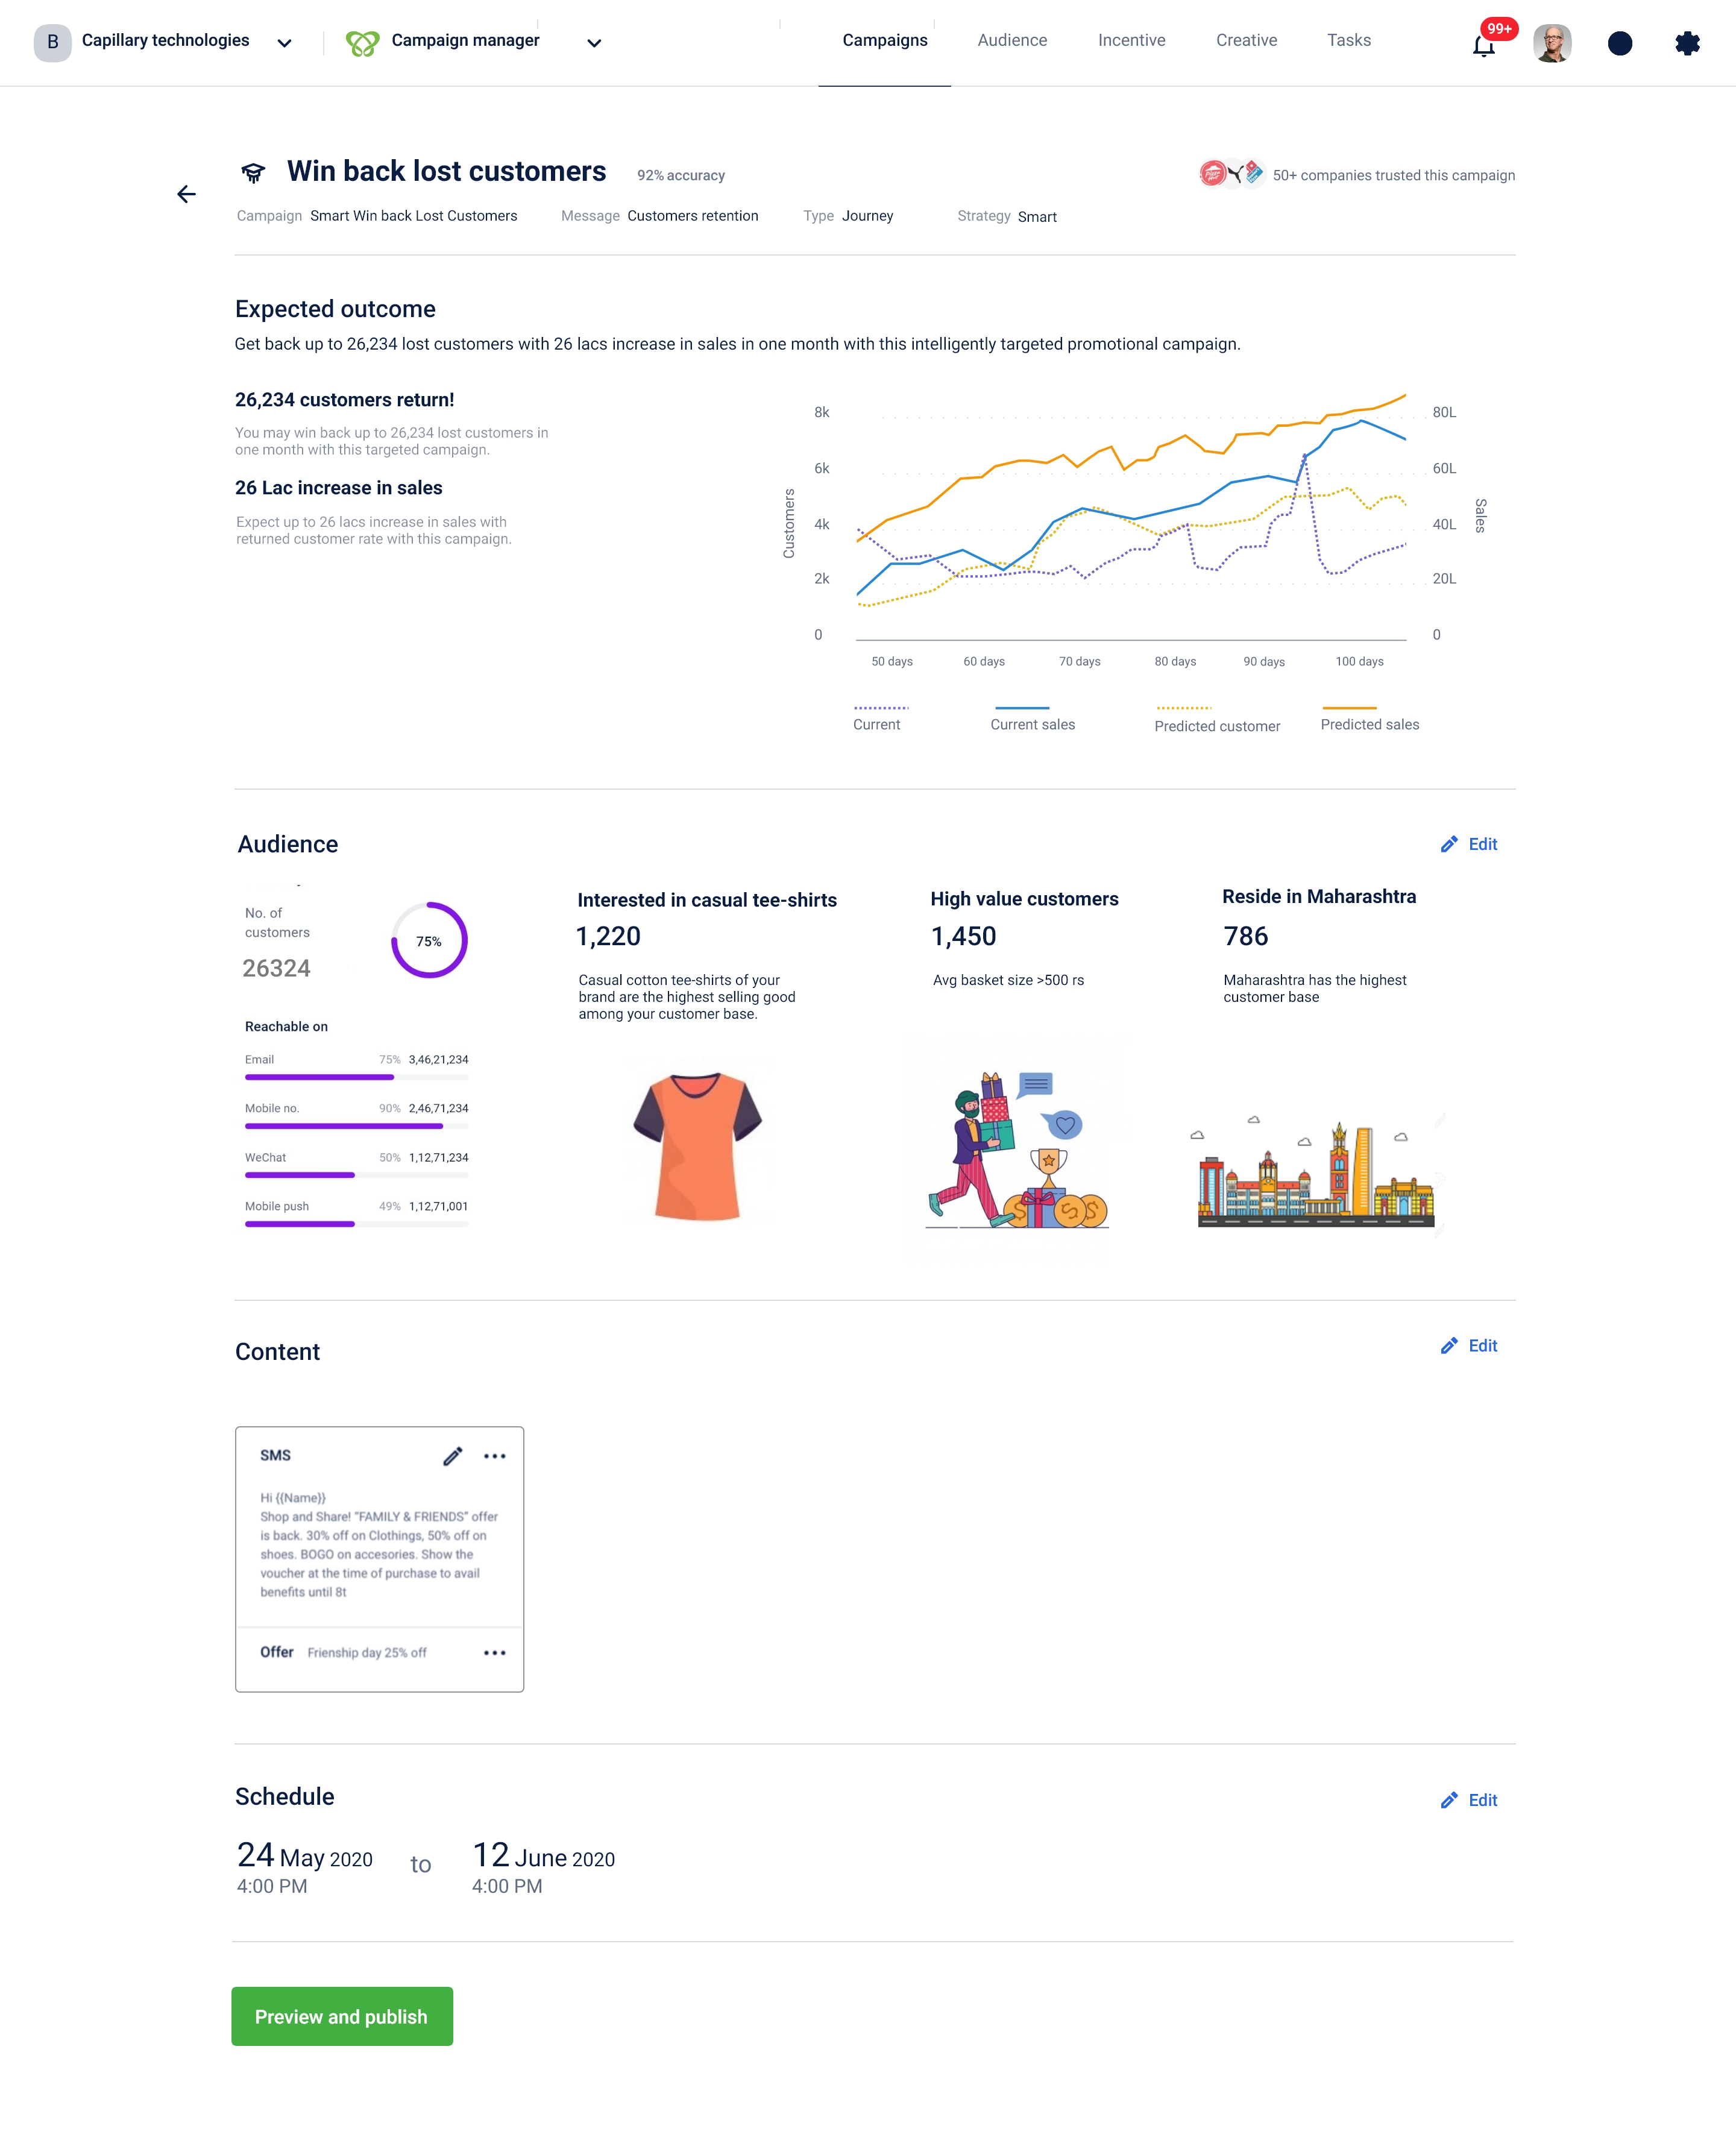 B Capillary technologies Campaign manager Campaigns Audience Incentive Creative Tasks 99+
Win back lost customers 92% accuracy 50+ companies trusted this campaign
Campaign Smart Win back Lost Customers Message Customers retention Type Journey Strategy Smart
Expected outcome
Get back up to 26,234 lost customers with 26 lacs increase in sales in one month with this intelligently targeted promotional campaign.
26,234 customers return!
You may win back up to 26,234 lost customers in
one month with this targeted campaign.
26 Lac increase in sales
Expect up to 26 lacs increase in sales with
returned customer rate with this campaign.
Customers
8k
6k
4k
2k
0
80L
60L
40L
20L
0
Sales
50 days 60 days 70 days 80 days 90 days 100 days
Current Current sales Predicted customer Predicted sales
Audience Edit
No. of
customers
26324
75%
Reachable on
Email 75% 3,46,21,234
Mobile no. 90% 2,46,71,234
WeChat 50% 1,12,71,234
Mobile push 49% 1,12,71,001
Interested in casual tee-shirts
1,220
Casual cotton tee-shirts of your
brand are the highest selling good
among your customer base.
High value customers
1,450
Avg basket size >500 rs
Reside in Maharashtra
786
Maharashtra has the highest
customer base
Content Edit
SMS
Hi {{Name}}
Shop and Share! “FAMILY & FRIENDS” offer
is back. 30% off on Clothings, 50% off on
shoes. BOGO on accesories. Show the
voucher at the time of purchase to avail
benefits until 8t
Offer Frienship day 25% off
Schedule Edit
24 May 2020 to 12 June 2020
4:00 PM 4:00 PM
Preview and publish